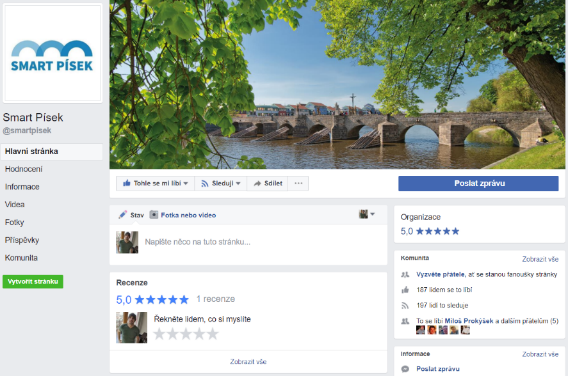 SMART PÍSEK
Smart Písek
@smartpisek
Hlavní stránka
Hodnocení
Informace
Videa
Fotky
Příspěvky
Komunita
Vytvořit stránku
Tohle se mi líbí
Sleduji
Sdílet
Poslat zprávu
Stav
Fotka nebo video
Napište něco na tuto stránku...
Recenze
5,0 1 recenze
Řekněte lidem, co si myslíte
Zobrazit vše
Organizace
5,0
Komunita Zobrazit vše
Vyzvěte přátele, ať se stanou fanoušky stránky
187 lidem se to líbí
197 lidí to sleduje
To se líbí Miloš Prokýšek a dalším přátelům (5)
Informace Zobrazit vše
Poslat zprávu